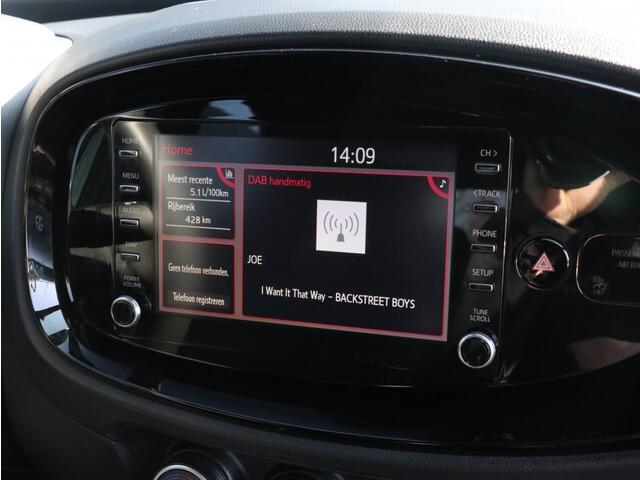 HOME
MENU
AUDIO
MAP
POWER
VOLUME
Home
14:09
Meest recente
5.1L/100km
Rijbereik
428 km
Geen telefoon verbonden.
Telefoon registreren
DAB handmatig
JOE
I Want It That Way - BACKSTREET BOYS
CH >
<TRACK
PHONE
SETUP
TUNE
SCROLL